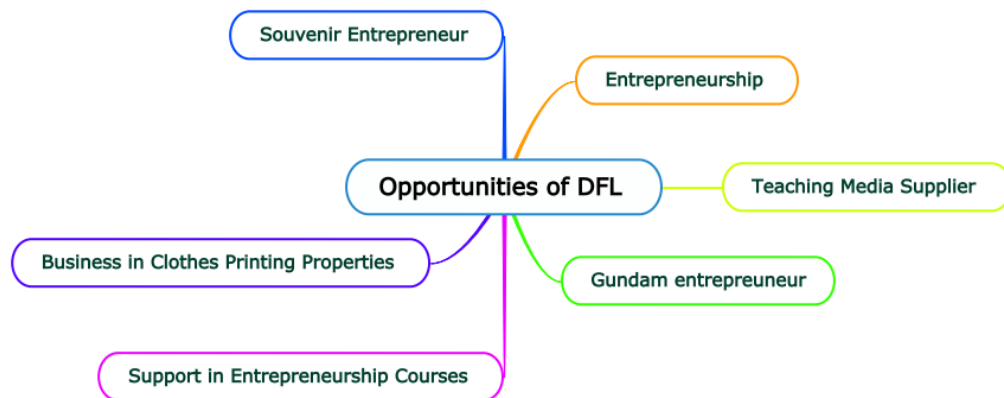 Souvenir Entrepreneur
Entrepreneurship
Opportunities of DFL
Teaching Media Supplier
Business in Clothes Printing Properties
Gundam entrepreuneur
Support in Entrepreneurship Courses